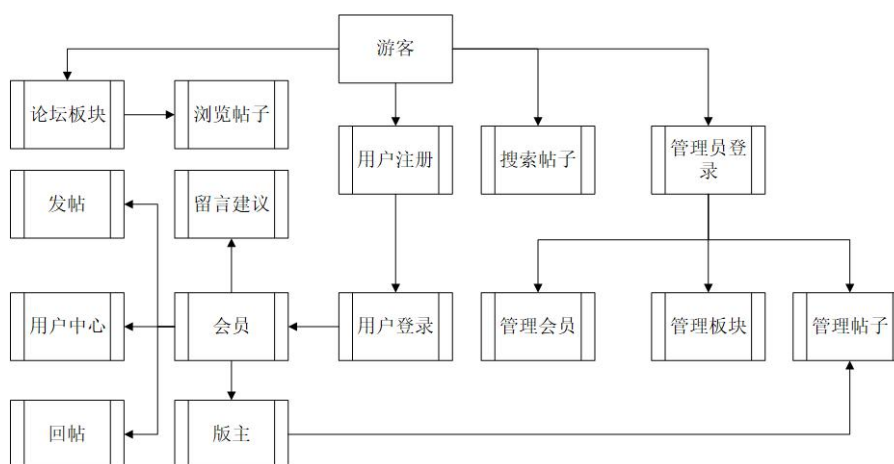 游客
论坛板块
浏览帖子
用户注册
搜索帖子
管理员登
录
发帖
留言建议
用户中心
会员
用户登录
管理会员
管理板块
管理帖子
回帖
版主